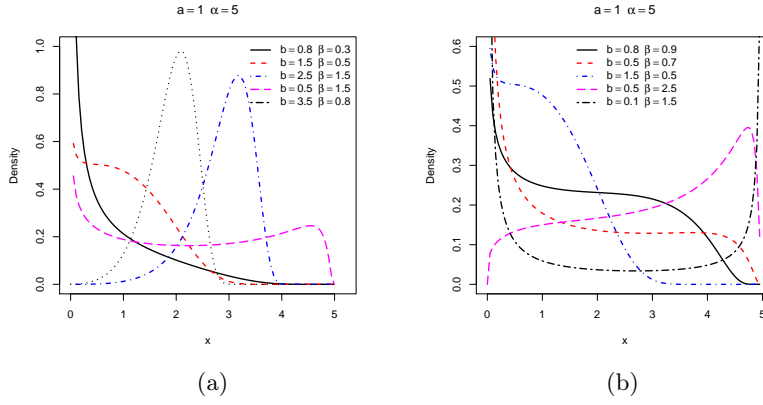 a = 1 α = 5
Density
0.0 0.2 0.4 0.6 0.8 1.0
b = 0.8 β = 0.3
b = 1.5 β = 0.5
b = 2.5 β = 1.5
b = 0.5 β = 1.5
b = 3.5 β = 0.8
0 1 2 3 4 5
x
(a)
a = 1 α = 5
Density
0.0 0.1 0.2 0.3 0.4 0.5 0.6
b = 0.8 β = 0.9
b = 0.5 β = 0.7
b = 1.5 β = 0.5
b = 0.5 β = 2.5
b = 0.1 β = 1.5
0 1 2 3 4 5
x
(b)